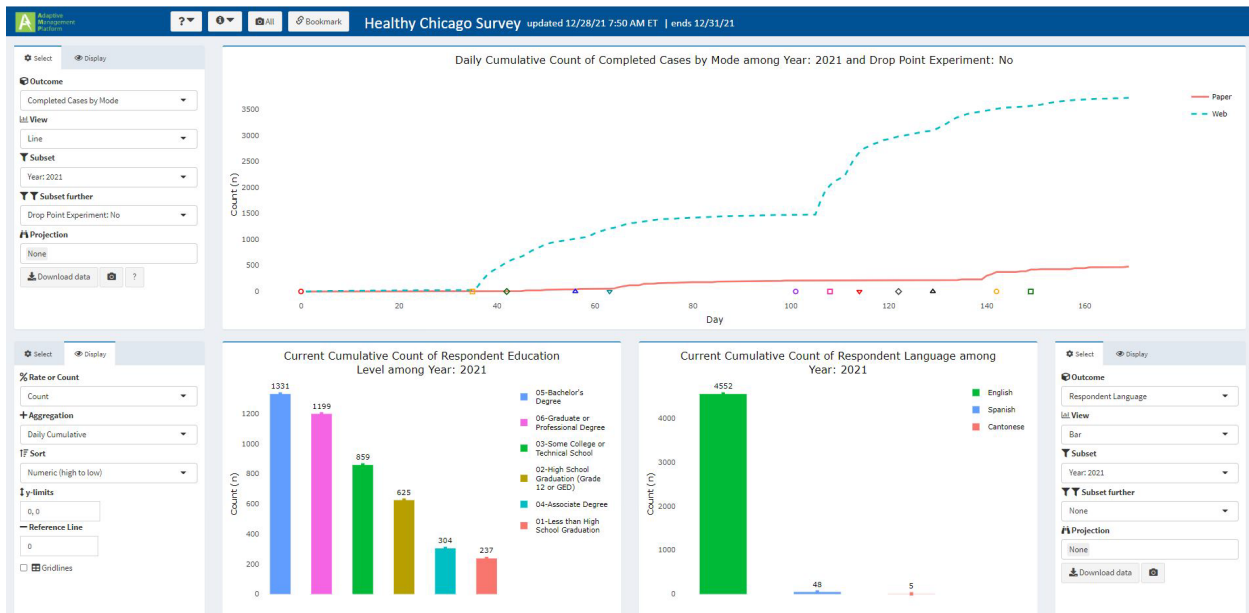 Adaptive
Management
Platform
? All Bookmark
Healthy Chicago Survey updated 12/28/21 7:50 AM ET | ends 12/31/21
Select Display
Outcome
Completed Cases by Mode
View
Line
Subset
Year: 2021
Subset further
Drop Point Experiment: No
Projection
None
Download data ?
Daily Cumulative Count of Completed Cases by Mode among Year: 2021 and Drop Point Experiment: No
Count (n)
3500
3000
2500
2000
1500
1000
500
0
0 20 40 60 80 100 120 140 160
Day
Paper
Web
Select Display
Rate or Count
Count
Aggregation
Daily Cumulative
Sort
Numeric (high to low)
y-limits
0, 0
Reference Line
0
Gridlines
Current Cumulative Count of Respondent Education
Level among Year: 2021
Count (n)
1200
1000
800
600
400
200
0
1331
1199
859
625
304
237
05-Bachelor's
Degree
06-Graduate or
Professional Degree
03-Some College or
Technical School
02-High School
Graduation (Grade
12 or GED)
04-Associate Degree
01-Less than High
School Graduation
Current Cumulative Count of Respondent Language among
Year: 2021
Count (n)
4000
3000
2000
1000
0
4552
48
5
English
Spanish
Cantonese
Select Display
Outcome
Respondent Language
View
Bar
Subset
Year: 2021
Subset further
None
Projection
None
Download data